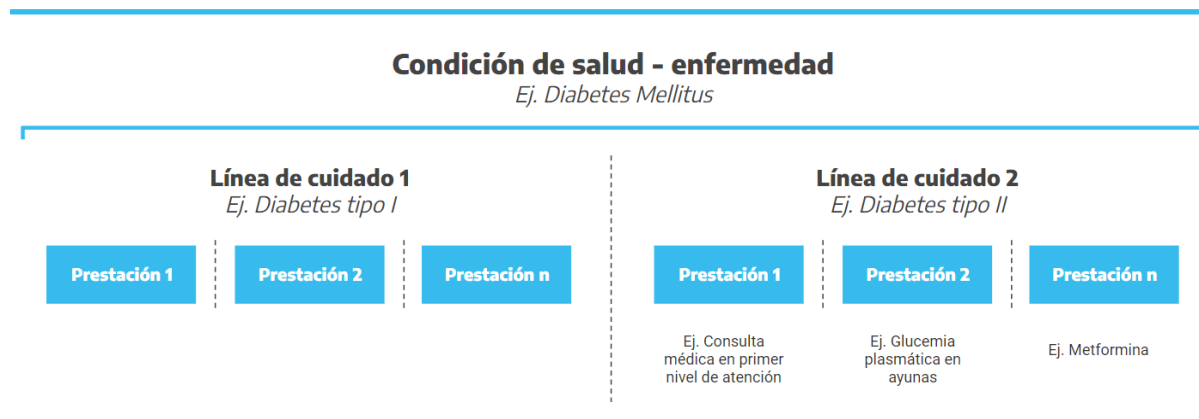 Condición de salud - enfermedad
Ej. Diabetes Mellitus
Línea de cuidado 1
Ej. Diabetes tipo I
Prestación 1
Prestación 2
Prestación n
Línea de cuidado 2
Ej. Diabetes tipo II
Prestación 1
Prestación 2
Prestación n
Ej. Consulta
médica en primer
nivel de atención
Ej. Glucemia
plasmática en
ayunas
Ej. Metformina